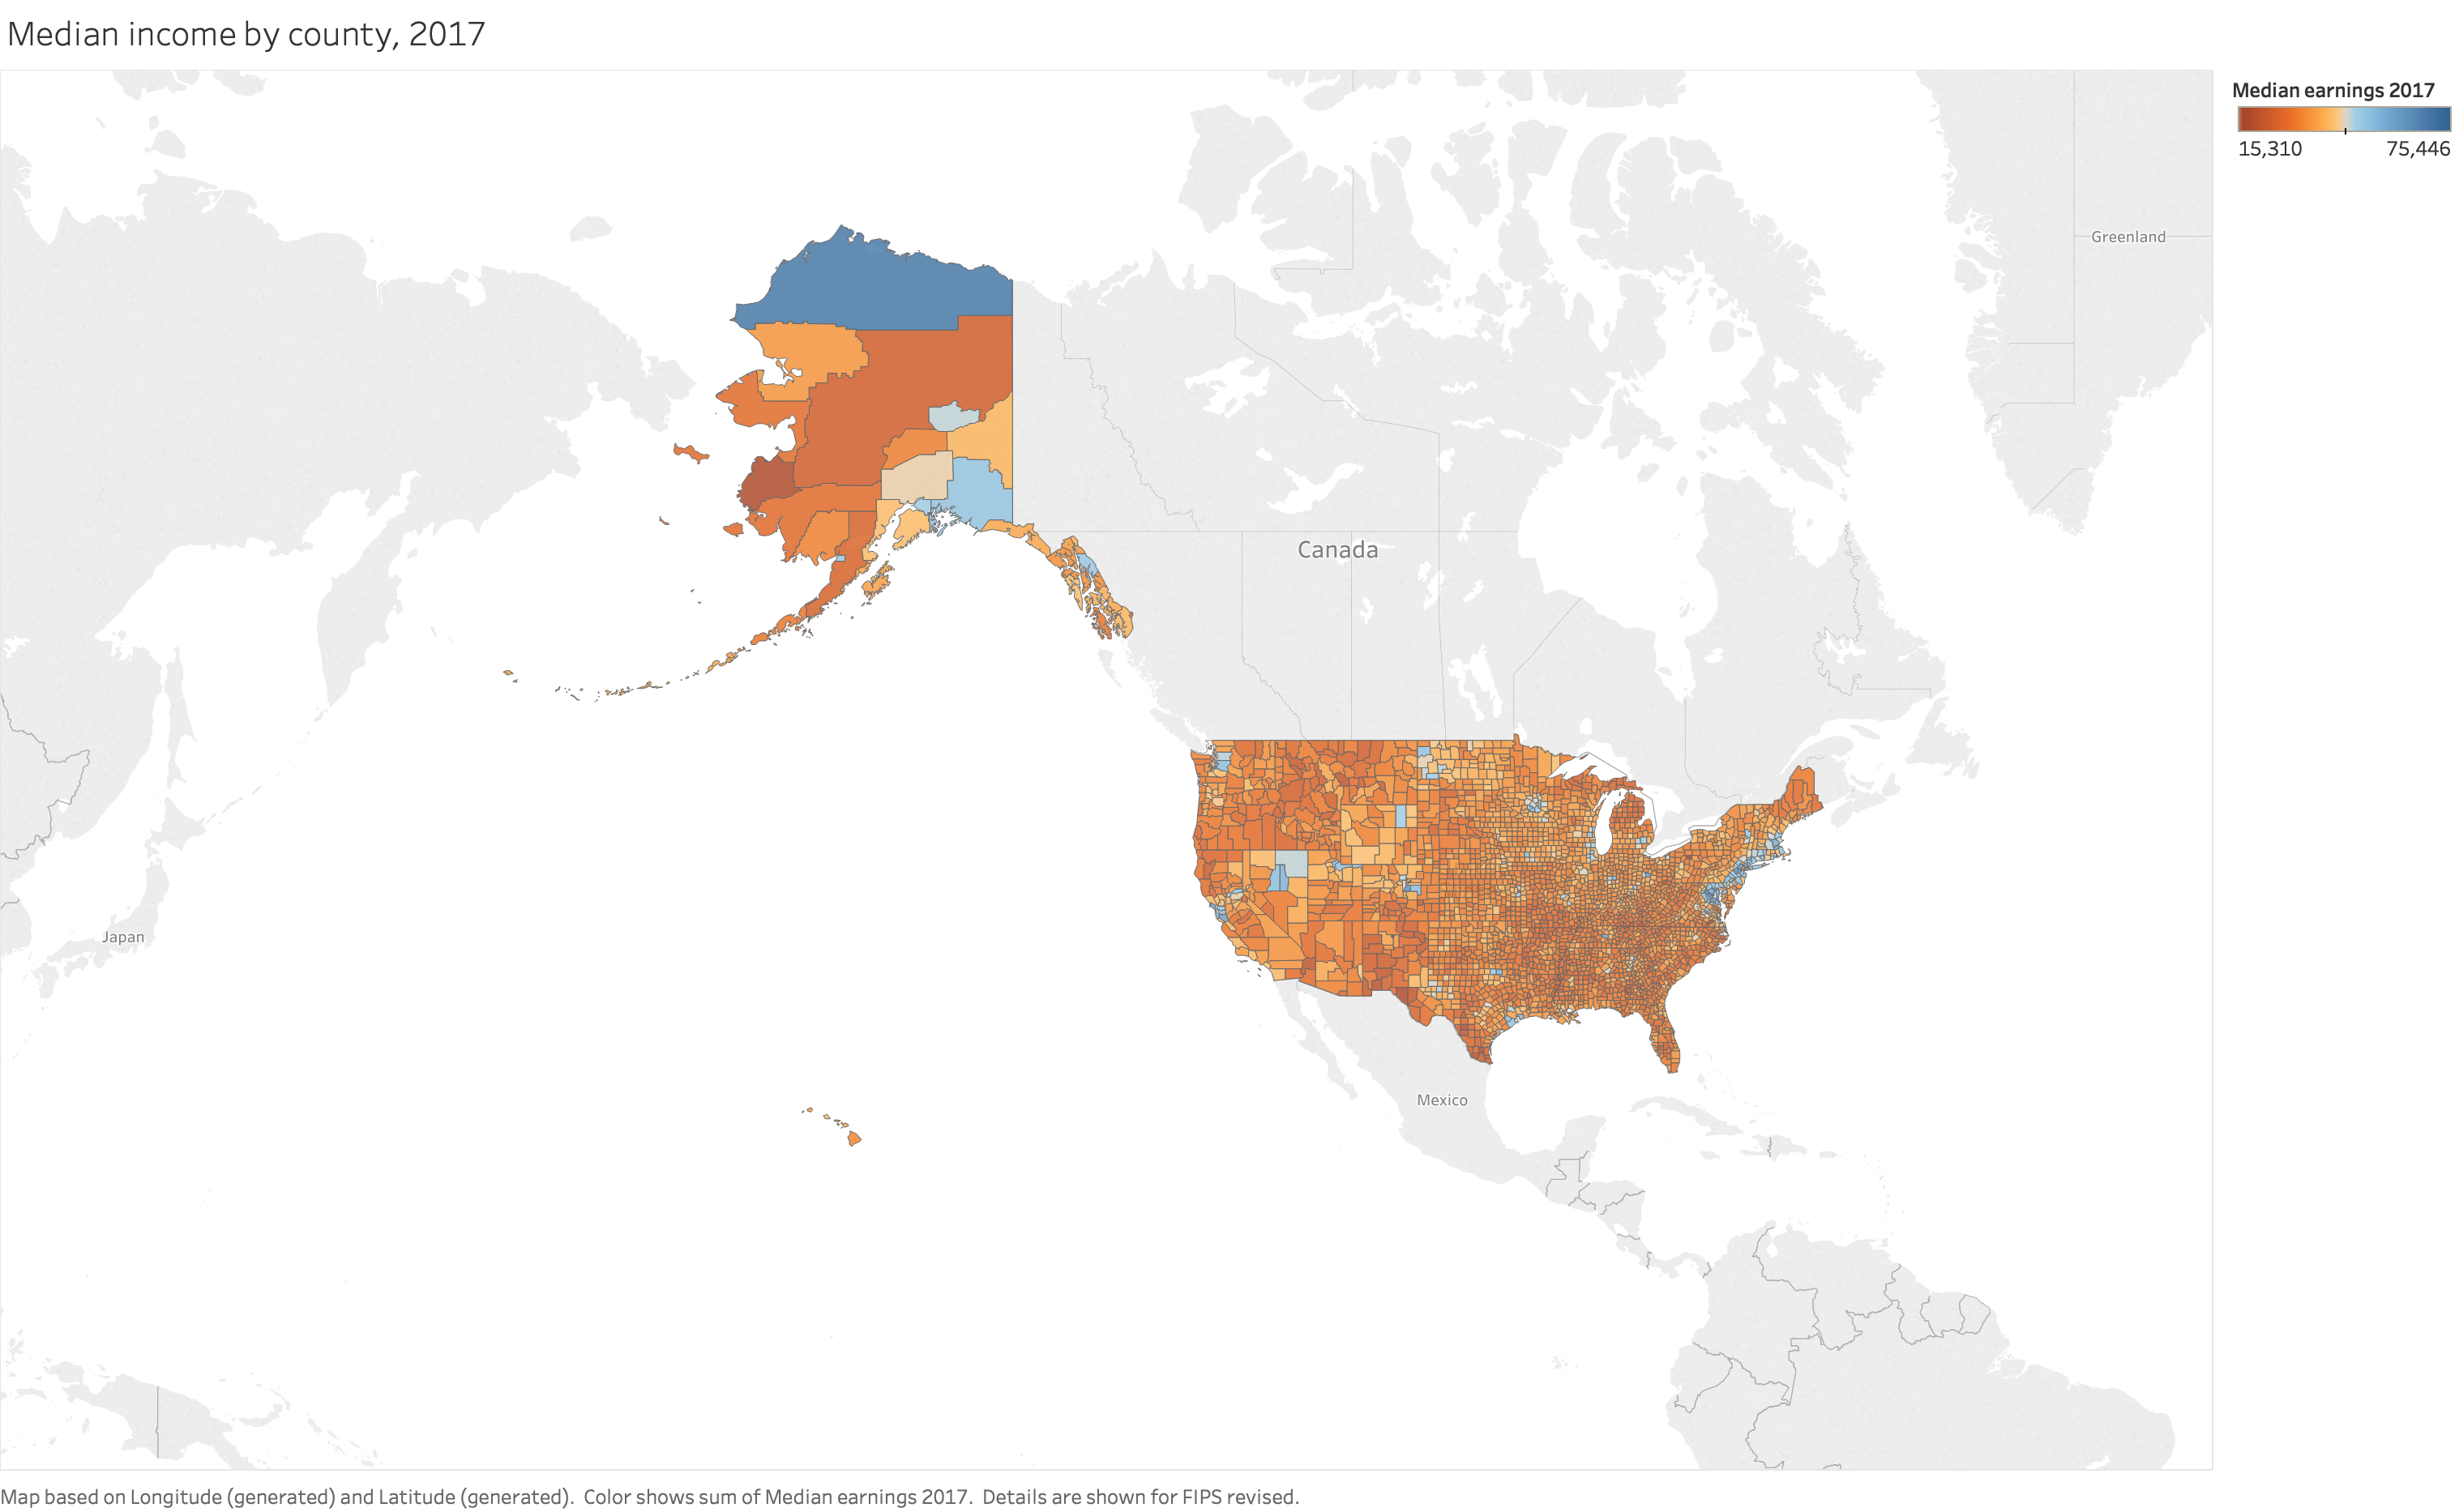 Median income by county, 2017
Median earnings 2017
15,310 75,446
Greenland
Canada
Japan
Mexico
Map based on Longitude (generated) and Latitude (generated).  Color shows sum of Median earnings 2017.  Details are shown for FIPS revised.